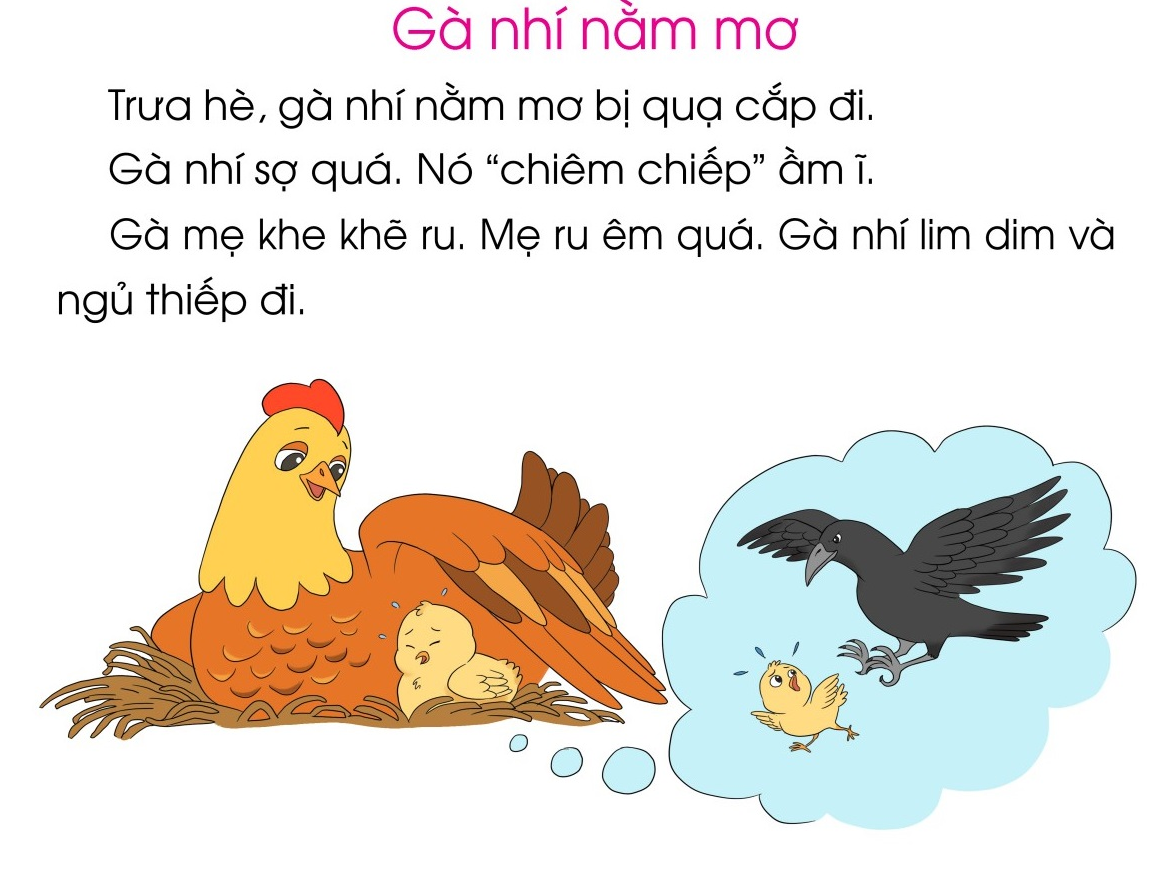 Gà nhí nằm mơ
Trưa hè, gà nhí nằm mơ bị quạ cắp đi.
Gà nhí sợ quá. Nó “chiêm chiếp” ầm ĩ.
Gà mẹ khe khẽ ru. Mẹ ru êm quá. Gà nhí lim dim và
ngủ thiếp đi.